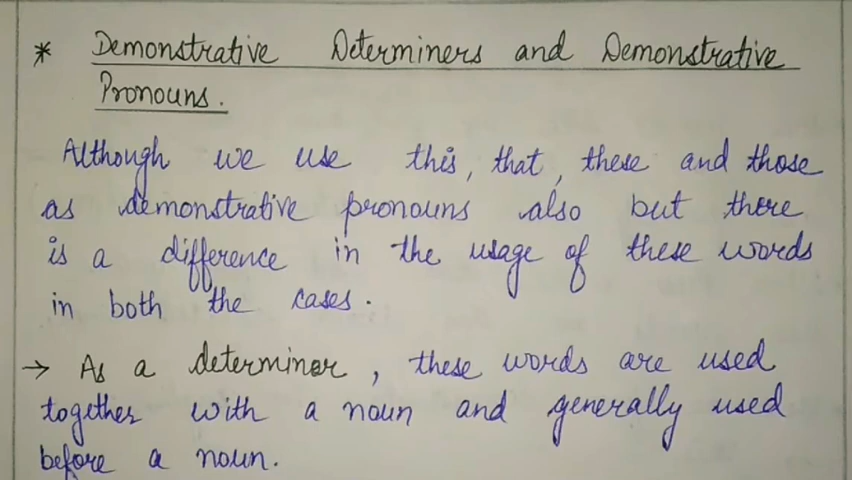 * Demonstrative Determiners and Demonstrative
Pronouns.
Although we use this, that, these and those
as demonstrative pronouns also but there
is a difference in the usage of these words
in both the cases.
→ As a determiner, these words are used
together with a noun and generally used
before a noun.